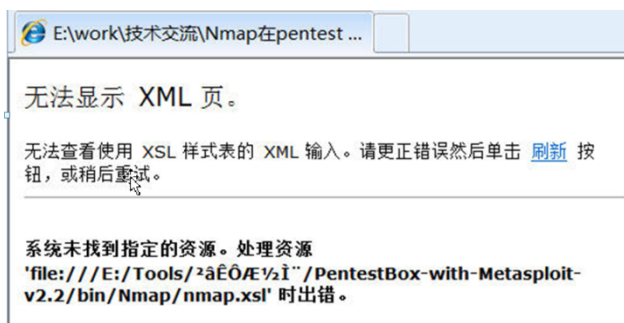 E:\work\技术交流\Nmap在pentest ...
无法显示 XML 页。
无法查看使用 XSL 样式表的 XML 输入。请更正错误然后单击 刷新 按
钮，或稍后重试。
系统未找到指定的资源。处理资源
'file:///E:/Tools/²âÊÔÆ½Ì¨/PentestBox-with-Metasploit-
v2.2/bin/Nmap/nmap.xsl' 时出错。